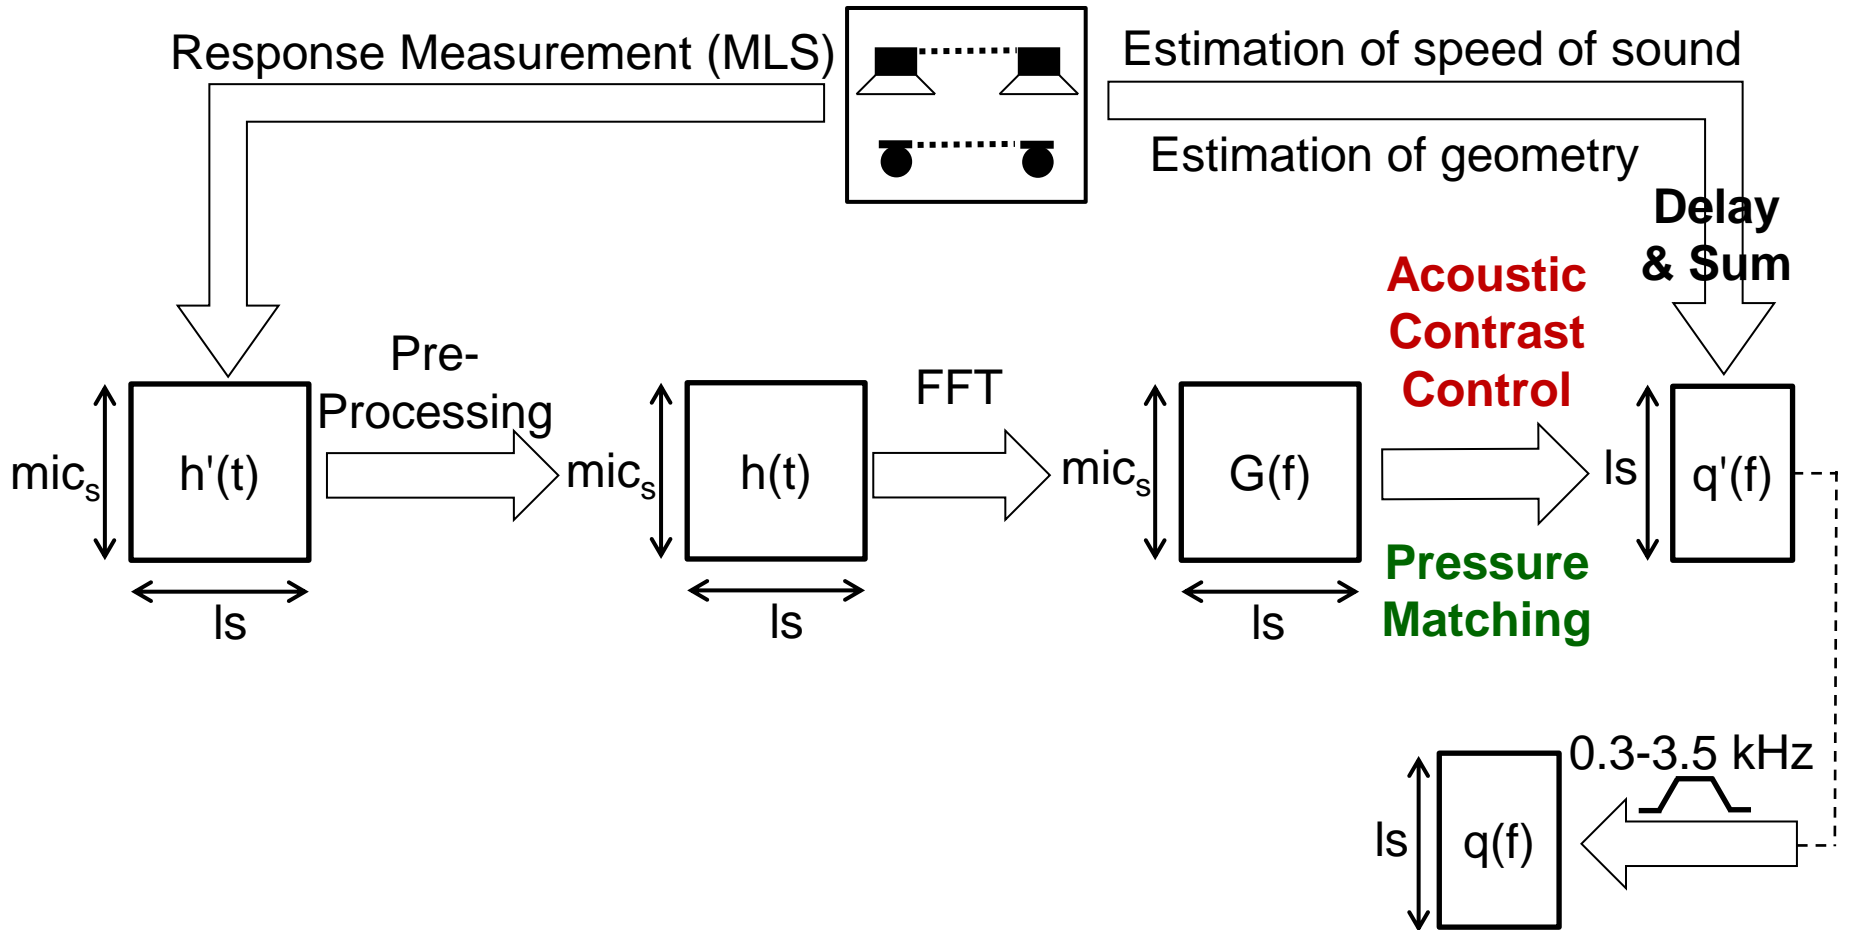 Response Measurement (MLS)
Estimation of speed of sound
Estimation of geometry
Delay
& Sum
Acoustic
Contrast
Control
Pre-
Processing
FFT
mics
h'(t)
mics
h(t)
mics
G(f)
ls
q'(f)
Pressure
Matching
ls
ls
ls
0.3-3.5 kHz
ls
q(f)